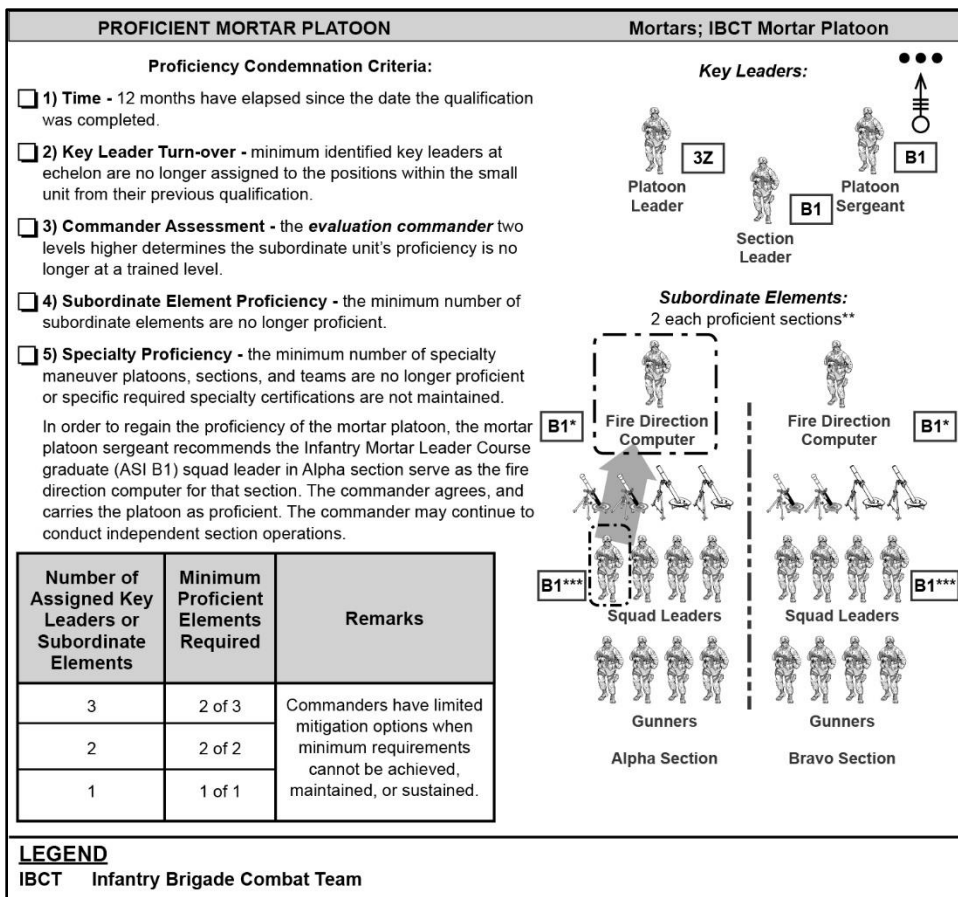 PROFICIENT MORTAR PLATOON
Mortars; IBCT Mortar Platoon
Proficiency Condemnation Criteria:
1) Time - 12 months have elapsed since the date the qualification
was completed.
2) Key Leader Turn-over - minimum identified key leaders at
echelon are no longer assigned to the positions within the small
unit from their previous qualification.
3) Commander Assessment - the evaluation commander two
levels higher determines the subordinate unit's proficiency is no
longer at a trained level.
4) Subordinate Element Proficiency - the minimum number of
subordinate elements are no longer proficient.
5) Specialty Proficiency - the minimum number of specialty
maneuver platoons, sections, and teams are no longer proficient
or specific required specialty certifications are not maintained.
In order to regain the proficiency of the mortar platoon, the mortar
platoon sergeant recommends the Infantry Mortar Leader Course
graduate (ASI B1) squad leader in Alpha section serve as the fire
direction computer for that section. The commander agrees, and
carries the platoon as proficient. The commander may continue to
conduct independent section operations.
Number of
Assigned Key
Leaders or
Subordinate
Elements
Minimum
Proficient
Elements
Required
Remarks
3
2 of 3
2
2 of 2
1
1 of 1
Commanders have limited
mitigation options when
minimum requirements
cannot be achieved,
maintained, or sustained.
Key Leaders:
3Z
Platoon
Leader
B1
Section
Leader
B1
Platoon
Sergeant
Subordinate Elements:
2 each proficient sections**
B1*
Fire Direction
Computer
Fire Direction
Computer
B1*
B1***
Squad Leaders
Squad Leaders
B1***
Gunners
Gunners
Alpha Section
Bravo Section
LEGEND
IBCT Infantry Brigade Combat Team